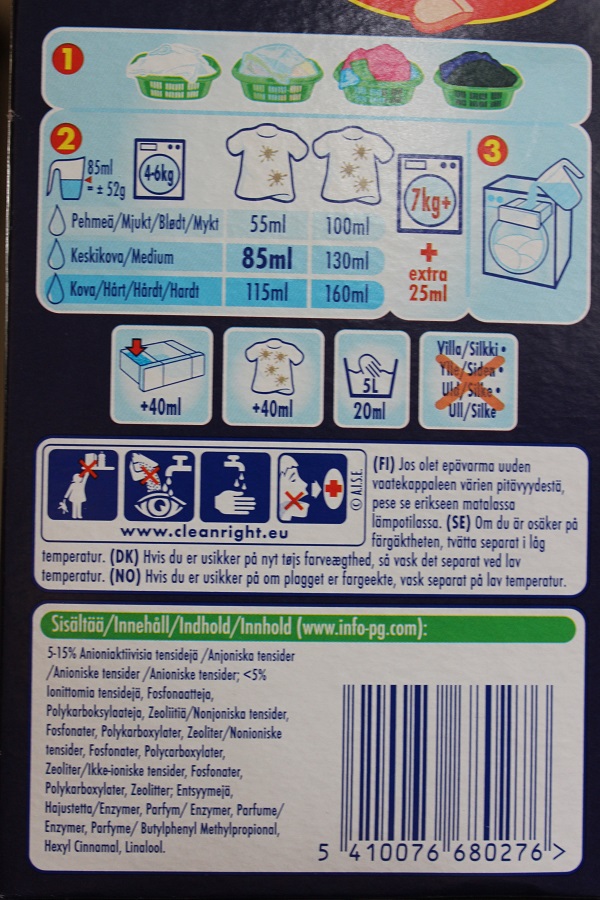 1
2
85ml
= ± 52g
4-6kg
7kg+
3
Pehmeä/Mjukt/Blødt/Mykt 55ml 100ml
Keskikova/Medium 85ml 130ml
Kova/Hårt/Hårdt/Hardt 115ml 160ml
+
extra
25ml
+40ml
+40ml
5L
20ml
Villa/Silkki •
Ylle/Siden •
Uld/Silke •
Ull/Silke
www.cleanright.eu
© A.I.S.E.
(FI) Jos olet epävarma uuden
vaatekappaleen värien pitävyydestä,
pese se erikseen matalassa
lämpotilassa. (SE) Om du är osäker på
färgäktheten, tvätta separat i låg
temperatur. (DK) Hvis du er usikker på nyt tøjs farveægthed, så vask det separat ved lav
temperatur. (NO) Hvis du er usikker på om plagget er fargeekte, vask separat på lav temperatur.
Sisältää/Innehåll/Indhold/Innhold (www.info-pg.com):
5-15% Anioniaktiivisia tensidejä /Anjoniska tensider
/Anioniske tensider /Anioniske tensider; <5%
Ionittomia tensidejä, Fosfonaatteja,
Polykarboksylaateja, Zeoliitiä/Nonjoniska tensider,
Fosfonater, Polykarboxylater, Zeoliter/Nonioniske
tensider, Fosfonater, Polycarboxylater,
Zeoliter/Ikke-ioniske tensider, Fosfonater,
Polykarboxylater, Zeolitter; Entsyymejä,
Hajustetta/Enzymer, Parfym/ Enzymer, Parfume/
Enzymer, Parfyme/ Butylphenyl Methylpropional,
Hexyl Cinnamal, Linalool.
5 410076 680276 >